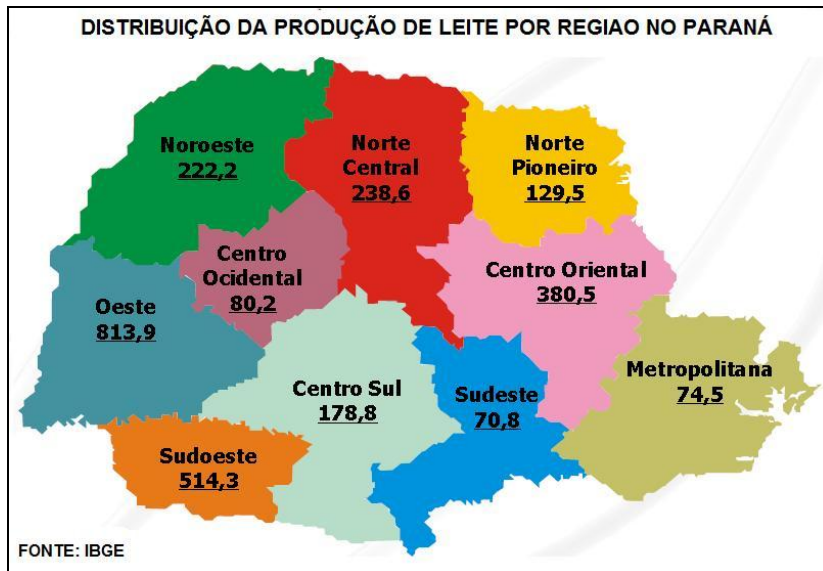 DISTRIBUIÇÃO DA PRODUÇÃO DE LEITE POR REGIAO NO PARANÁ
Noroeste
222,2
Norte
Central
238,6
Norte
Pioneiro
129,5
Centro
Ocidental
80,2
Centro Oriental
380,5
Oeste
813,9
Metropolitana
74,5
Centro Sul
178,8
Sudeste
70,8
Sudoeste
514,3
FONTE: IBGE